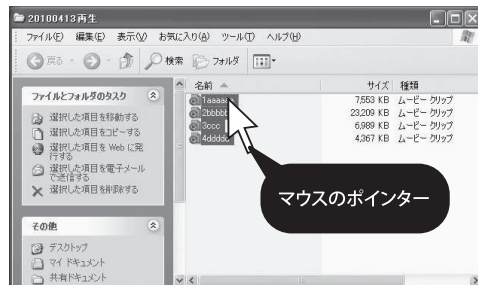 20100413再生
ファイル(F) 編集(E) 表示(V) お気に入り(A) ツール(T) ヘルプ(H)
戻る 検索 フォルダ
ファイルとフォルダのタスク
選択した項目を移動する
選択した項目をコピーする
選択した項目を Web に発
行する
選択した項目を電子メール
で送信する
選択した項目を削除する
その他
デスクトップ
マイ ドキュメント
共有ドキュメント
名前 サイズ 種類
1aaaaa 7,553 KB ムービー クリップ
2bbbbb 23,209 KB ムービー クリップ
3ccc 6,989 KB ムービー クリップ
4ddddd 4,367 KB ムービー クリップ
マウスのポインター